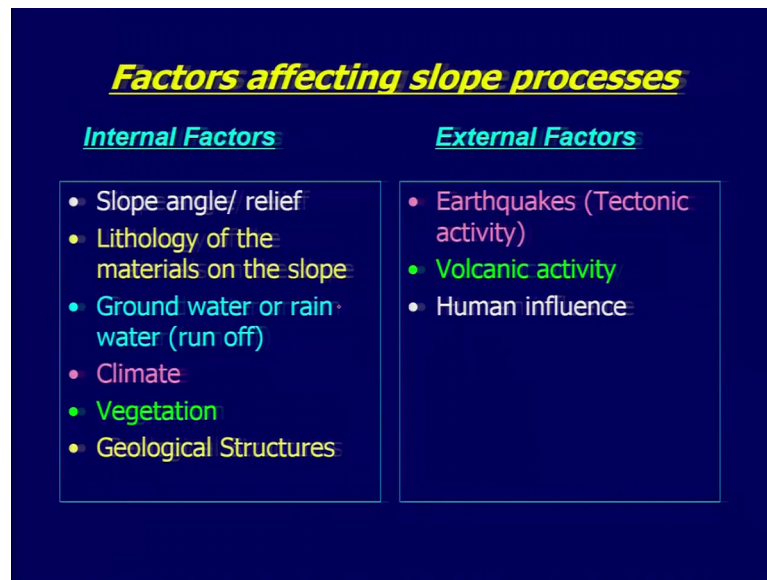 Factors affecting slope processes
Internal Factors
• Slope angle/ relief
• Lithology of the
materials on the slope
• Ground water or rain
water (run off)
• Climate
• Vegetation
• Geological Structures
External Factors
• Earthquakes (Tectonic
activity)
• Volcanic activity
• Human influence